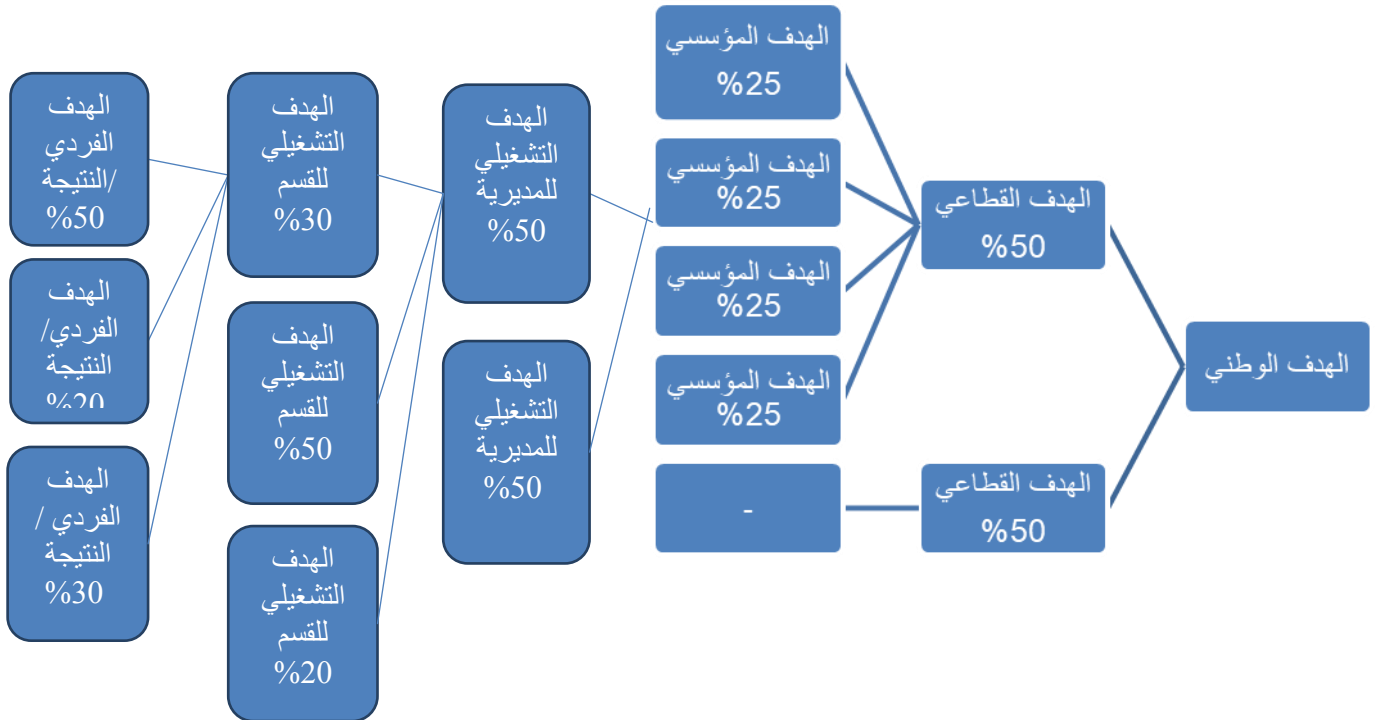 الهدف الوطني
الهدف القطاعي
%50
الهدف القطاعي
%50
الهدف المؤسسي
%25
الهدف المؤسسي
%25
الهدف المؤسسي
%25
الهدف المؤسسي
%25
-
الهدف
التشغيلي
للمديرية
%50
الهدف
التشغيلي
للمديرية
%50
الهدف
التشغيلي
للقسم
%30
الهدف
التشغيلي
للقسم
%50
الهدف
التشغيلي
للقسم
%20
الهدف
الفردي
/النتيجة
%50
الهدف
الفردي/
النتيجة
%20
الهدف
الفردي /
النتيجة
%30